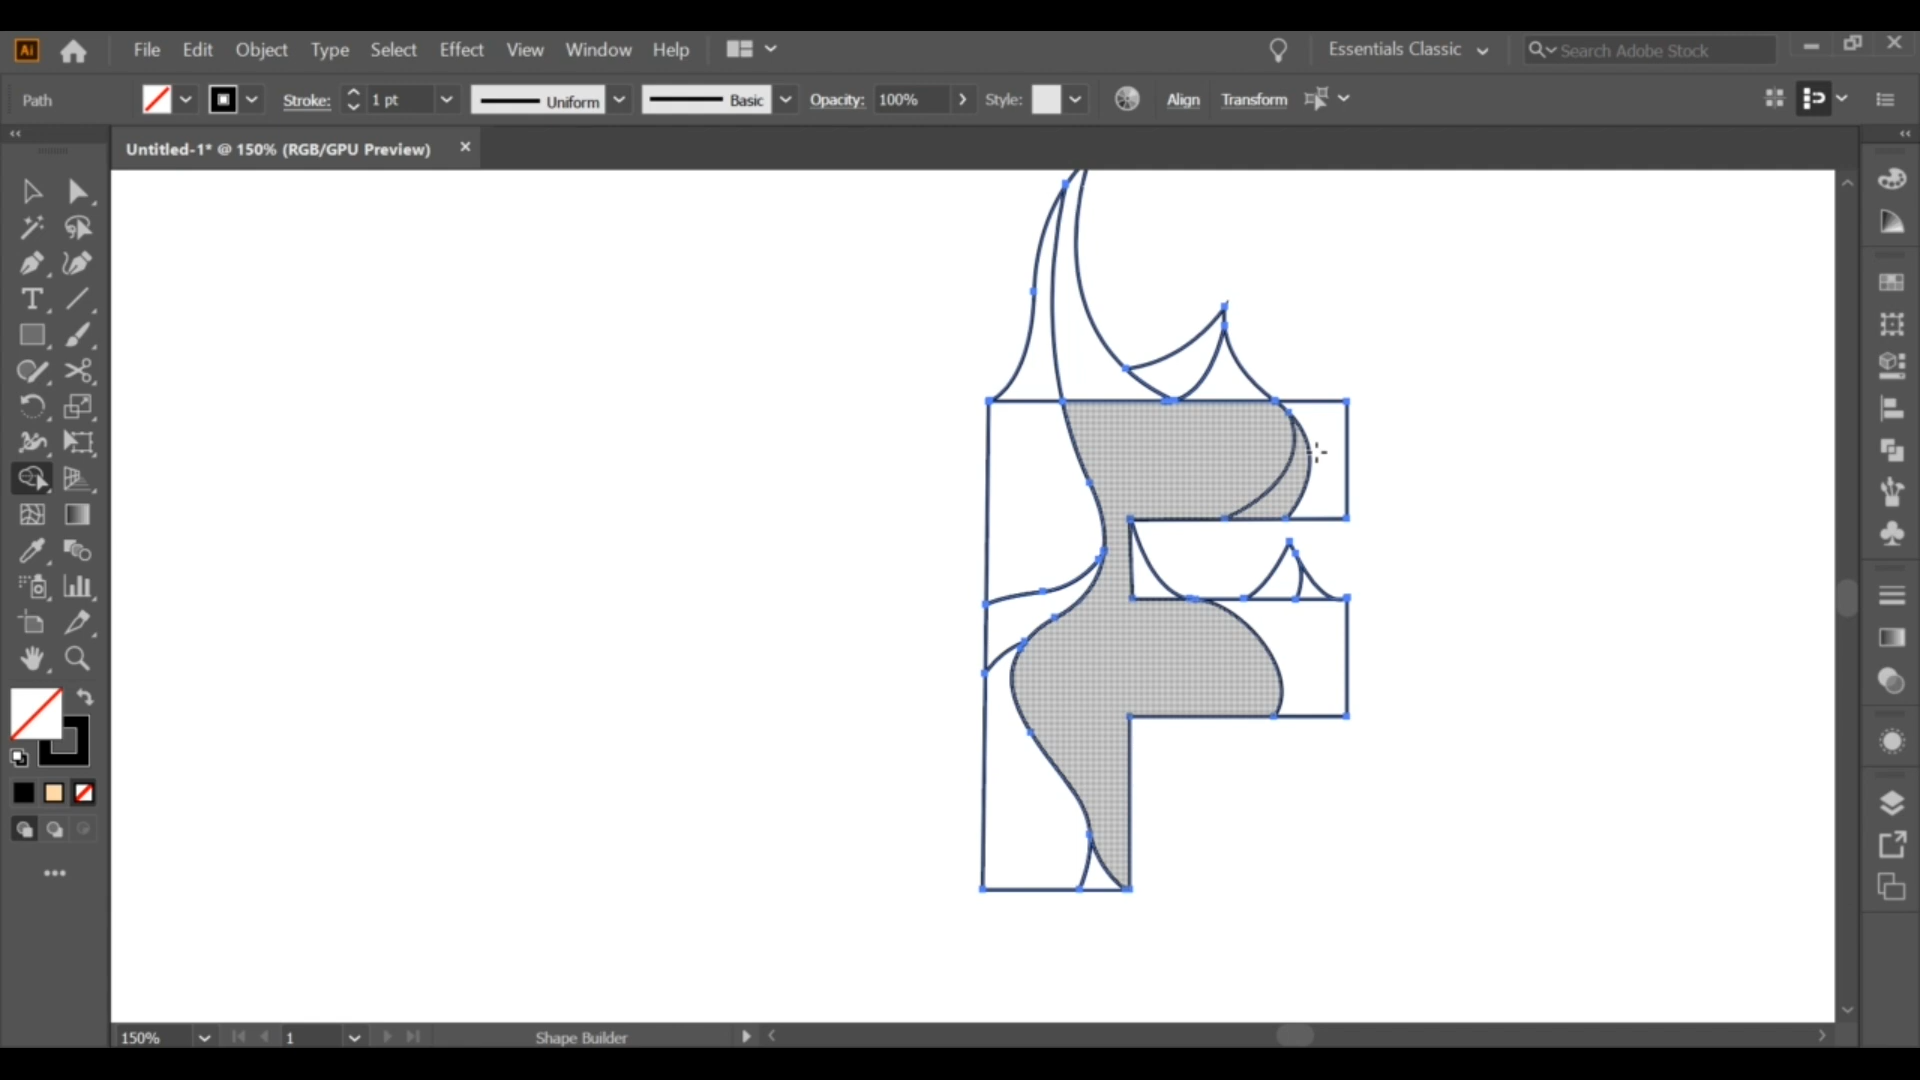 Ai File Edit Object Type Select Effect View Window Help Essentials Classic Search Adobe Stock
Path Stroke: 1 pt Uniform Basic Opacity: 100% Style: Align Transform
Untitled-1* @ 150% (RGB/GPU Preview) ×
150% 1 Shape Builder